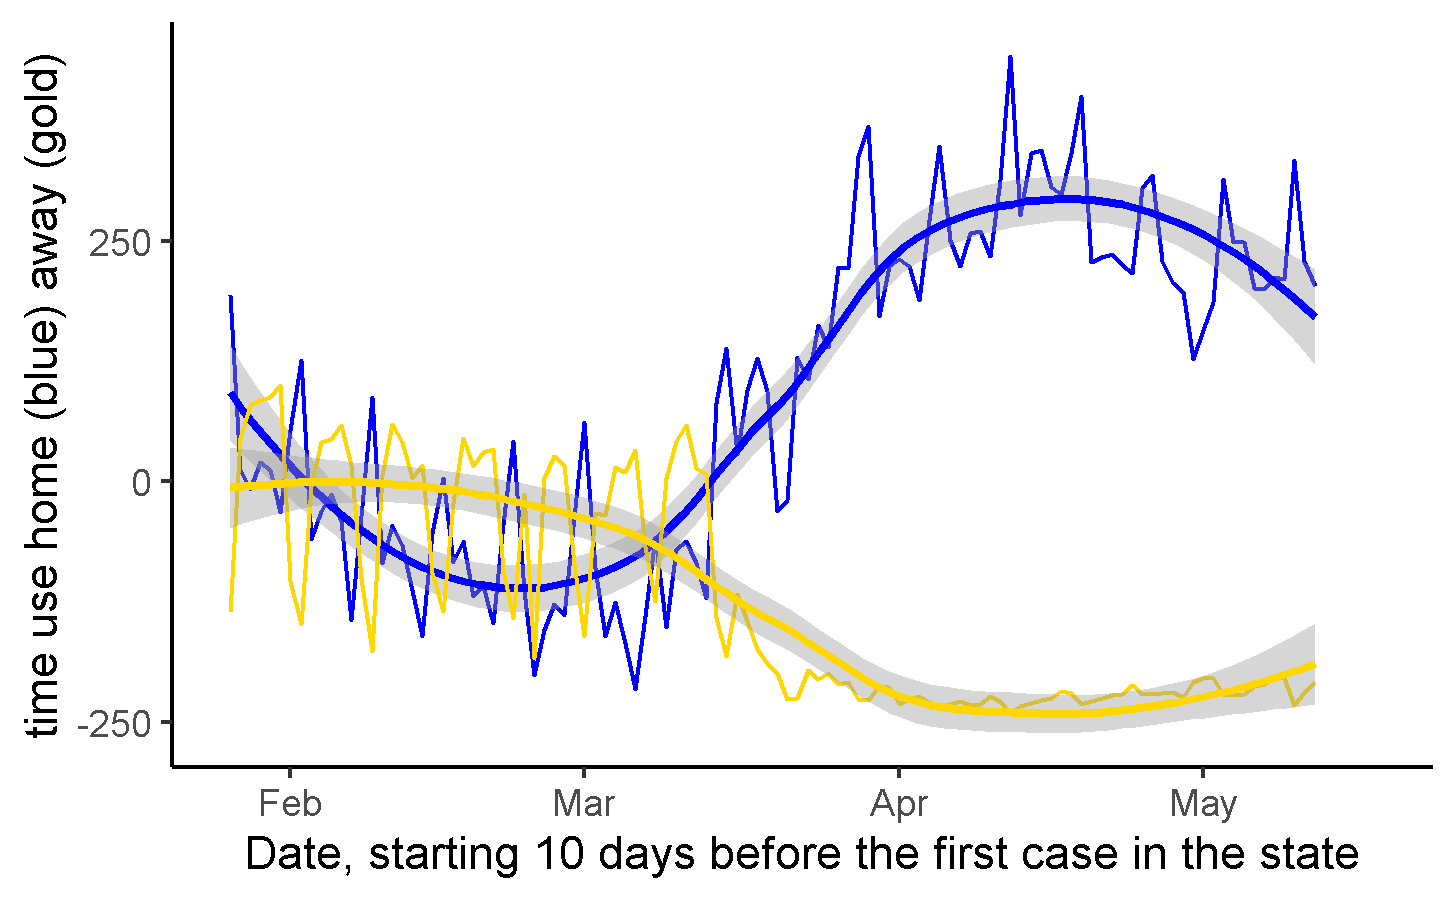 time use home (blue) away (gold)
250
0
-250
Feb Mar Apr May
Date, starting 10 days before the first case in the state